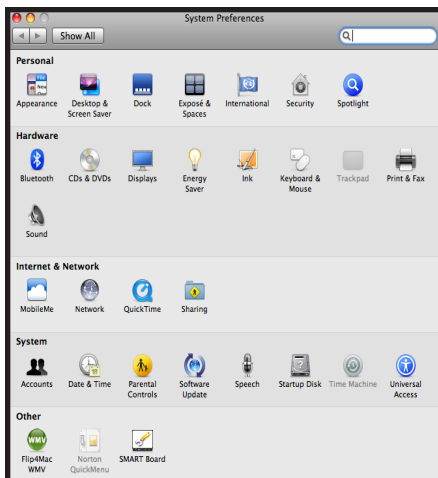 System Preferences
Show All
Personal
Appearance
Desktop &
Screen Saver
Dock
Exposé &
Spaces
International
Security
Spotlight
Hardware
Bluetooth
CDs & DVDs
Displays
Energy
Saver
Ink
Keyboard &
Mouse
Trackpad
Print & Fax
Sound
Internet & Network
MobileMe
Network
QuickTime
Sharing
System
Accounts
Date & Time
Parental
Controls
Software
Update
Speech
Startup Disk
Time Machine
Universal
Access
Other
WMV
Flip4Mac
WMV
Norton
QuickMenu
SMART Board